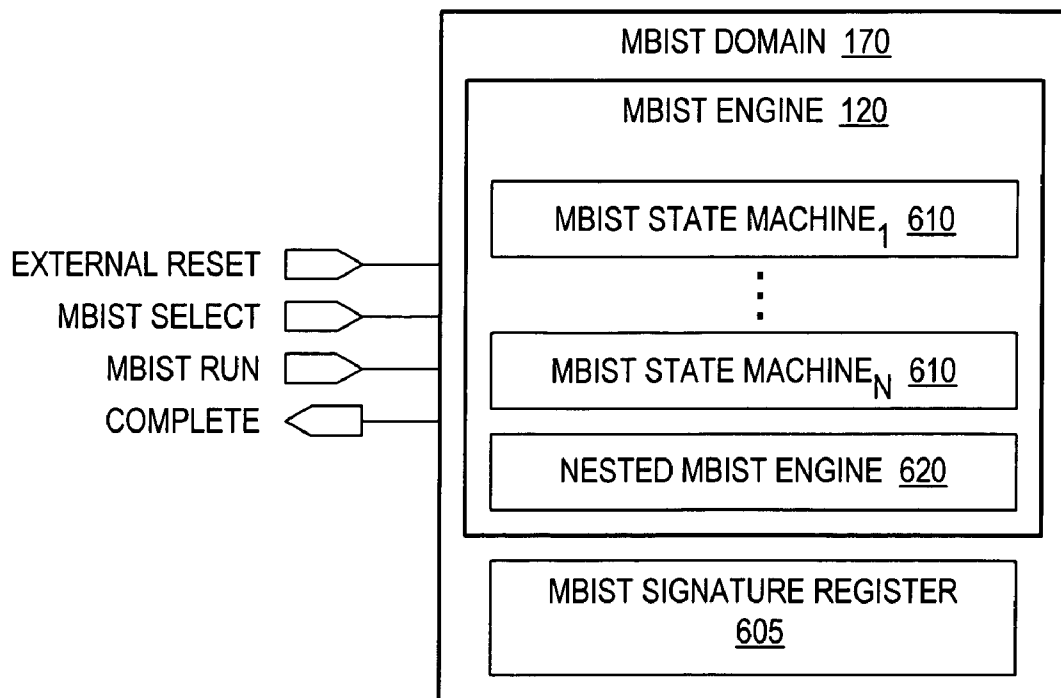 MBIST DOMAIN 170
MBIST ENGINE 120
MBIST STATE MACHINE1 610
MBIST STATE MACHINEN 610
NESTED MBIST ENGINE 620
MBIST SIGNATURE REGISTER
605
EXTERNAL RESET
MBIST SELECT
MBIST RUN
COMPLETE